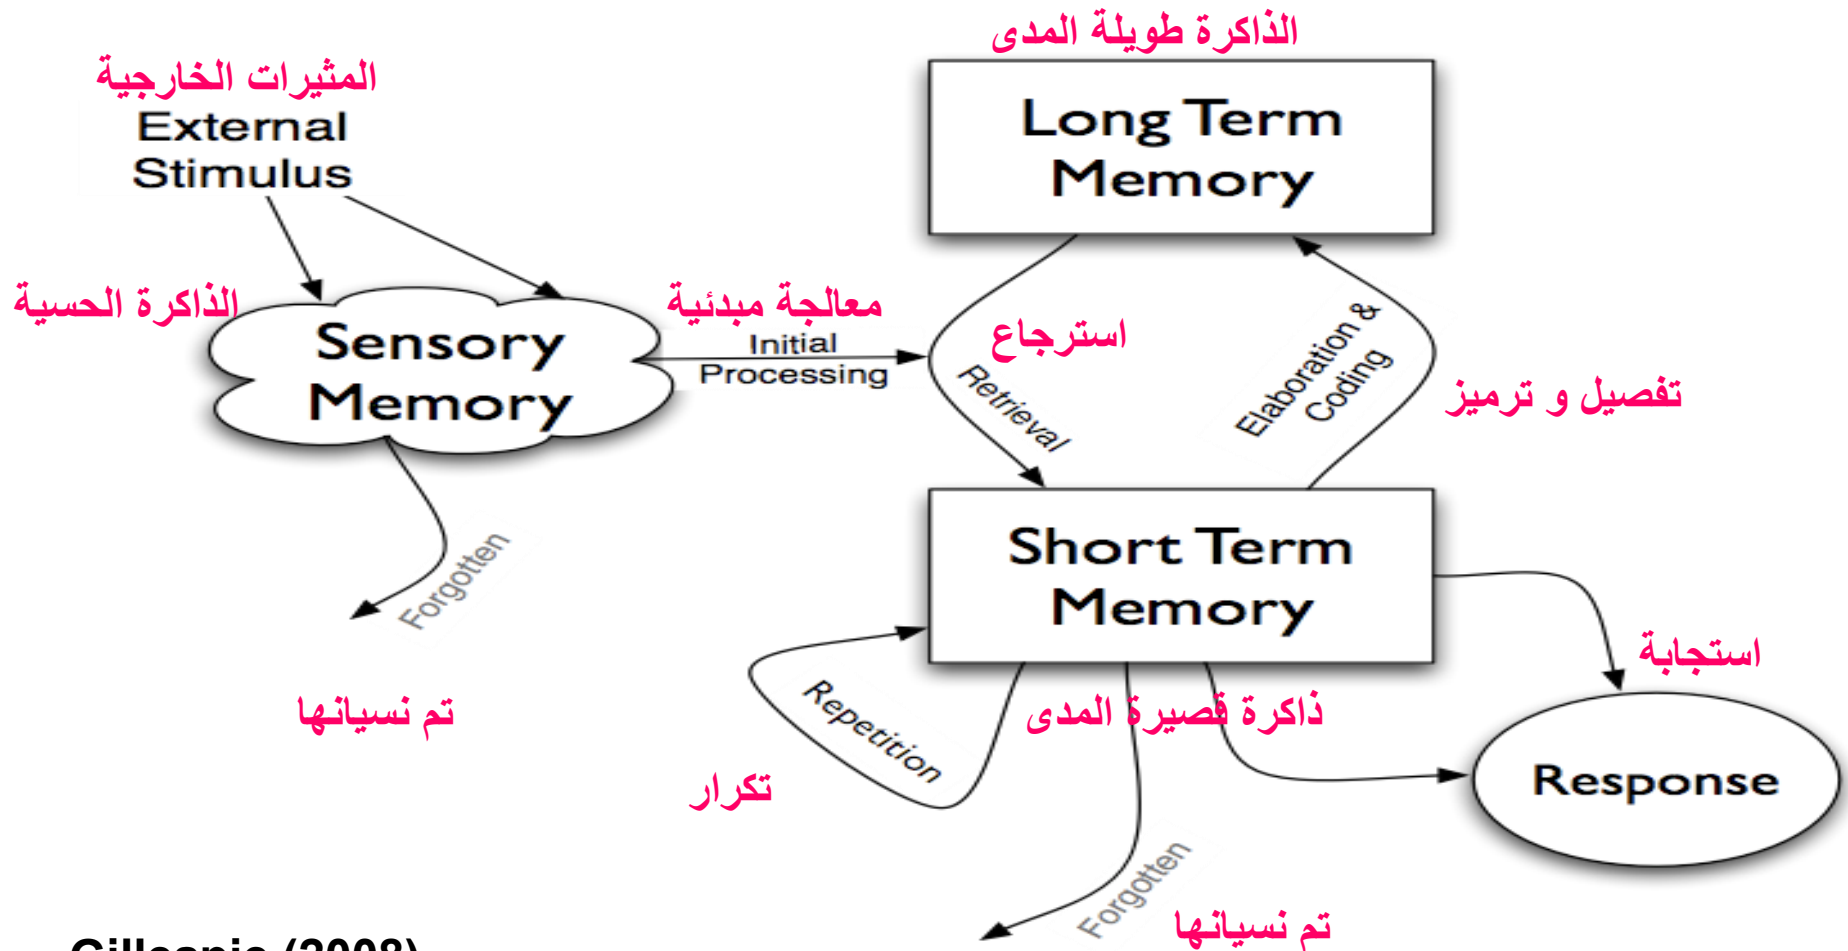 الذاكرة طويلة المدى
المثيرات الخارجية
External
Stimulus
Long Term
Memory
الذاكرة الحسية
Sensory
Memory
معالجة مبدئية
Initial
Processing
استرجاع
Retrieval
Elaboration &
Coding
تفصيل و ترميز
Forgotten
تم نسيانها
Short Term
Memory
ذاكرة قصيرة المدى
Repetition
تكرار
استجابة
Response
Forgotten
تم نسيانها
Gillespie (2008)